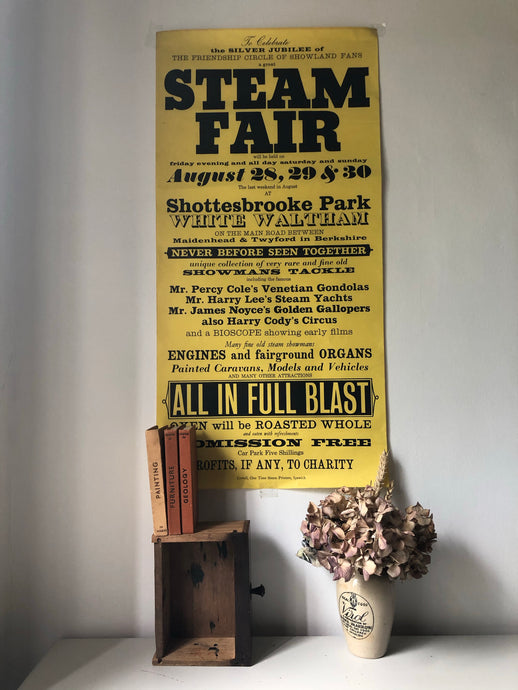 To Celebrate
the SILVER JUBILEE of
THE FRIENDSHIP CIRCLE OF SHOWLAND FANS
a great
STEAM
FAIR
will be held on
friday evening and all day saturday and sunday
August 28, 29 & 30
The last weekend in August
AT
Shottesbrooke Park
WHITE WALTHAM
ON THE MAIN ROAD BETWEEN
Maidenhead & Twyford in Berkshire
NEVER BEFORE SEEN TOGETHER
unique collection of very rare and fine old
SHOWMANS TACKLE
including the famous
Mr. Percy Cole's Venetian Gondolas
Mr. Harry Lee's Steam Yachts
Mr. James Noyce's Golden Gallopers
also Harry Cody's Circus
and a BIOSCOPE showing early films
Many fine old steam showmans
ENGINES and fairground ORGANS
Painted Caravans, Models and Vehicles
AND MANY OTHER ATTRACTIONS
ALL IN FULL BLAST
OXEN will be ROASTED WHOLE
and eaten with refreshments
ADMISSION FREE
Car Park Five Shillings
PROFITS, IF ANY, TO CHARITY
Cowell, Old Time Steam Printers, Ipswich
PAINTING
FURNITURE
GEOLOGY
Virol